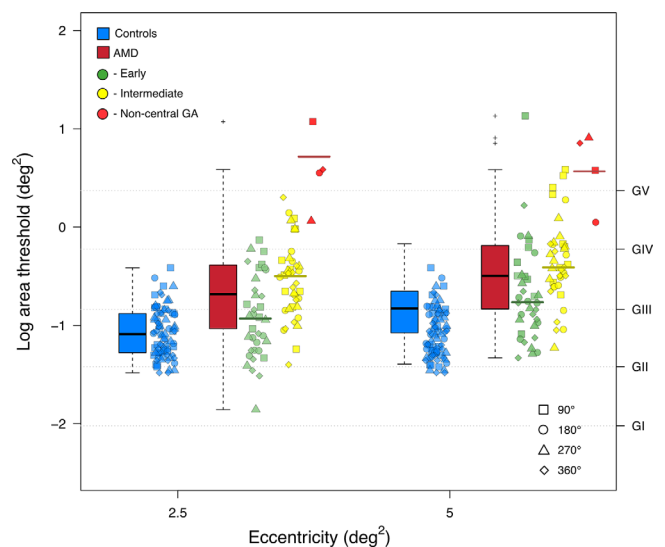 2
1
0
−1
−2
Log area threshold (deg²)
Controls
AMD
- Early
- Intermediate
- Non-central GA
GV
GIV
GIII
GII
GI
90°
180°
270°
360°
2.5
5
Eccentricity (deg²)